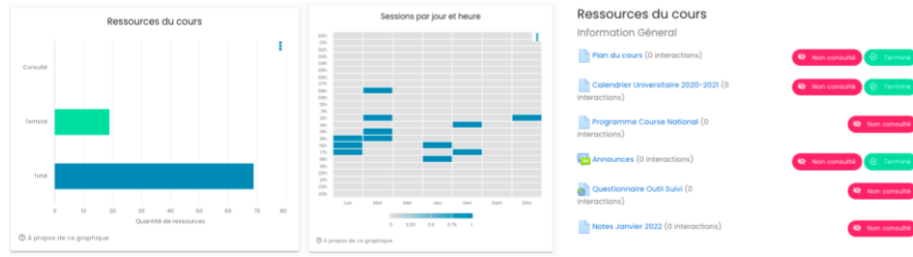 Ressources du cours
Consulté
Terminé
Total
0 10 20 30 40 50 60 70 80
Quantité de ressources
À propos de ce graphique
Sessions par jour et heure
Lun Mar Mer Jeu Ven Sam Dim
0 0.25 0.5 0.75 1
À propos de ce graphique
Ressources du cours
Information Général
Plan du cours (0 interactions)
Non consulté Terminé
Calendrier Universitaire 2020-2021 (0
interactions)
Non consulté Terminé
Programme Course National (0
interactions)
Non consulté
Announces (0 interactions)
Non consulté Terminé
Questionnaire Outil Suivi (0
interactions)
Non consulté
Notes Janvier 2022 (0 interactions)
Non consulté